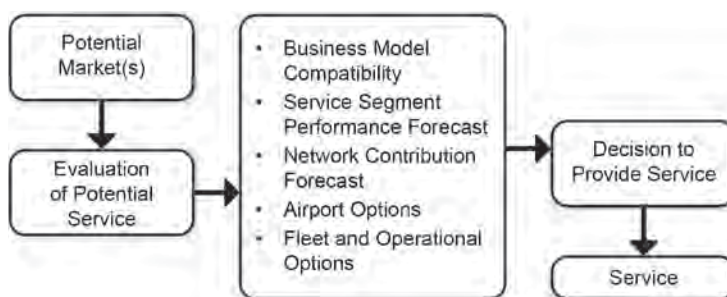 Potential
Market(s)
Evaluation
of Potential
Service
• Business Model
Compatibility
• Service Segment
Performance Forecast
• Network Contribution
Forecast
• Airport Options
• Fleet and Operational
Options
Decision to
Provide Service
Service